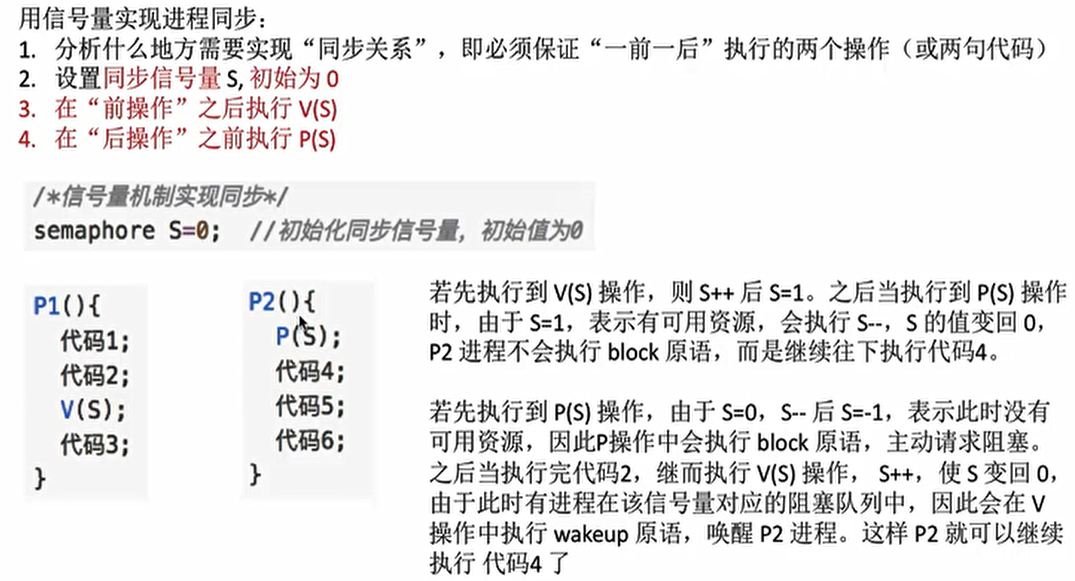 用信号量实现进程同步：
1. 分析什么地方需要实现“同步关系”，即必须保证“一前一后”执行的两个操作（或两句代码）
2. 设置同步信号量 S, 初始为 0
3. 在“前操作”之后执行 V(S)
4. 在“后操作”之前执行 P(S)
/*信号量机制实现同步*/
semaphore S=0; //初始化同步信号量，初始值为0
P1(){
代码1;
代码2;
V(S);
代码3;
}
P2(){
P(S);
代码4;
代码5;
代码6;
}
若先执行到 V(S) 操作，则 S++ 后 S=1。之后当执行到 P(S) 操作
时，由于 S=1，表示有可用资源，会执行 S--，S 的值变回 0，
P2 进程不会执行 block 原语，而是继续往下执行代码4。
若先执行到 P(S) 操作，由于 S=0，S-- 后 S=-1，表示此时没有
可用资源，因此P操作中会执行 block 原语，主动请求阻塞。
之后当执行完代码2，继而执行 V(S) 操作， S++，使 S 变回 0，
由于此时有进程在该信号量对应的阻塞队列中，因此会在 V
操作中执行 wakeup 原语，唤醒 P2 进程。这样 P2 就可以继续
执行 代码4 了